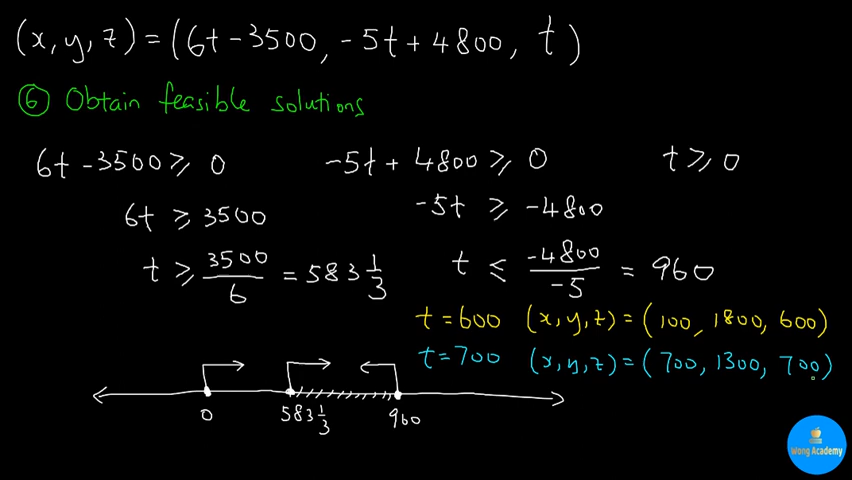 (x, y, z) = (6t - 3500, -5t + 4800, t)
⑥ Obtain feasible solutions
6t - 3500 ≥ 0 -5t + 4800 ≥ 0 t ≥ 0
6t ≥ 3500 -5t ≥ -4800
t ≥ 3500/6 = 583 1/3 t ≤ -4800/-5 = 960
t = 600 (x, y, z) = (100, 1800, 600)
t = 700 (x, y, z) = (700, 1300, 700)
0 583 1/3 960
Wong Academy